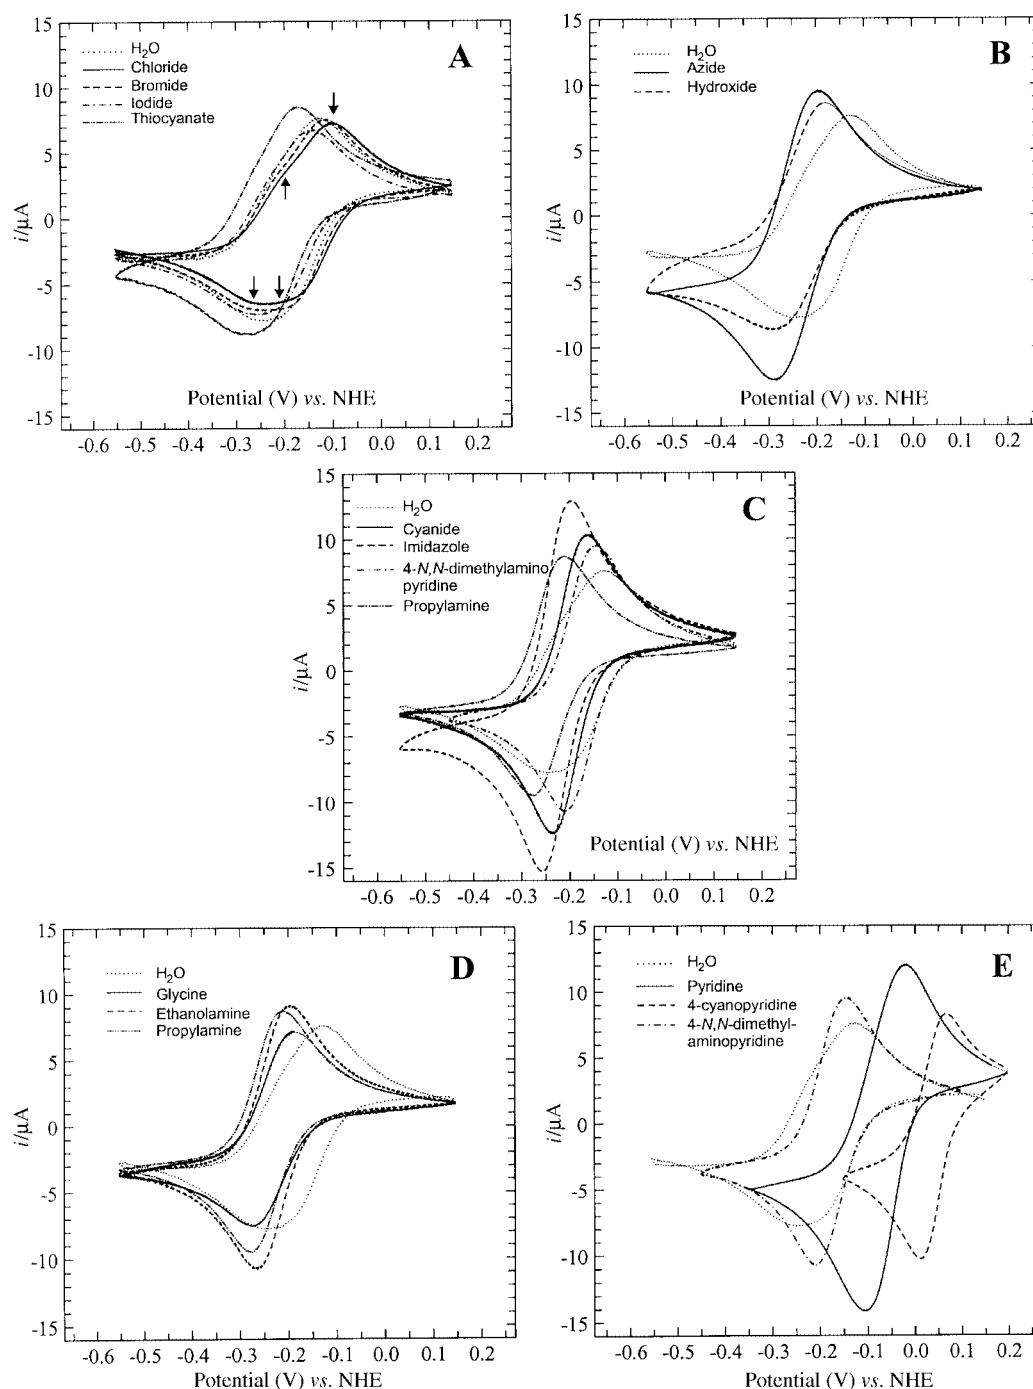 A
H2O
Chloride
Bromide
Iodide
Thiocyanate
15
10
5
0
-5
-10
-15
i/µA
Potential (V) vs. NHE
-0.6 -0.5 -0.4 -0.3 -0.2 -0.1 0.0 0.1 0.2
B
H2O
Azide
Hydroxide
15
10
5
0
-5
-10
-15
i/µA
Potential (V) vs. NHE
-0.6 -0.5 -0.4 -0.3 -0.2 -0.1 0.0 0.1 0.2
C
H2O
Cyanide
Imidazole
4-N,N-dimethylamino
pyridine
Propylamine
15
10
5
0
-5
-10
-15
i/µA
Potential (V) vs. NHE
-0.6 -0.5 -0.4 -0.3 -0.2 -0.1 0.0 0.1 0.2
D
H2O
Glycine
Ethanolamine
Propylamine
15
10
5
0
-5
-10
-15
i/µA
-0.6 -0.5 -0.4 -0.3 -0.2 -0.1 0.0 0.1 0.2
Potential (V) vs. NHE
E
H2O
Pyridine
4-cyanopyridine
4-N,N-dimethyl-
aminopyridine
15
10
5
0
-5
-10
-15
i/µA
-0.6 -0.5 -0.4 -0.3 -0.2 -0.1 0.0 0.1 0.2
Potential (V) vs. NHE